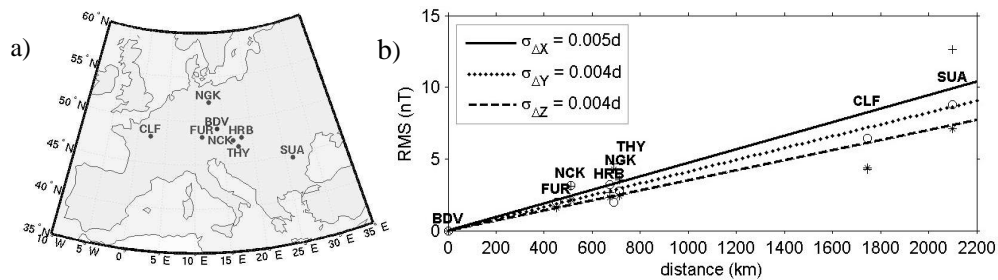 a)
60°N
55°N
50°N
45°N
40°N
35°N
10°W
5°W
0
5°E
10°E
15°E
20°E
25°E
30°E
35°E
NGK
BDV
CLF
FUR
HRB
NCK
THY
SUA
b)
RMS (nT)
15
10
5
0
σΔX = 0.005d
σΔY = 0.004d
σΔZ = 0.004d
SUA
CLF
THY
NGK
NCK
HRB
FUR
BDV
0 200 400 600 800 1000 1200 1400 1600 1800 2000 2200
distance (km)